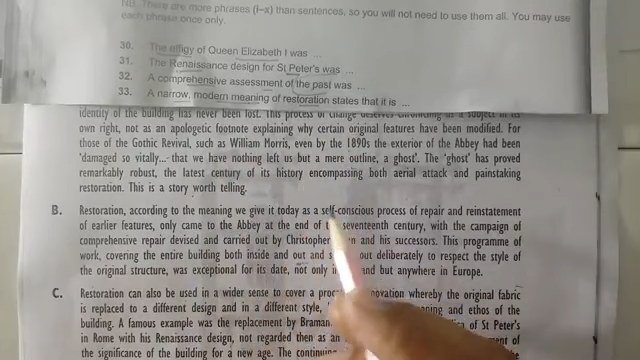 NB. There are more phrases (i–x) than sentences, so you will not need to use them all. You may use
each phrase once only.
30. The effigy of Queen Elizabeth I was ...
31. The Renaissance design for St Peter's was ...
32. A comprehensive assessment of the past was ...
33. A narrow, modern meaning of restoration states that it is ...
identity of the building has never been lost. This process of change deserves chronicling as a subject in its
own right, not as an apologetic footnote explaining why certain original features have been modified. For
those of the Gothic Revival, such as William Morris, even by the 1890s the exterior of the Abbey had been
'damaged so vitally... that we have nothing left us but a mere outline, a ghost'. The 'ghost' has proved
remarkably robust, the latest century of its history encompassing both aerial attack and painstaking
restoration. This is a story worth telling.
B. Restoration, according to the meaning we give it today as a self-conscious process of repair and reinstatement
of earlier features, only came to the Abbey at the end of seventeenth century, with the campaign of
comprehensive repair devised and carried out by Christopher and his successors. This programme of
work, covering the entire building both inside and out and out deliberately to respect the style of
the original structure, was exceptional for its date, not only and but anywhere in Europe.
C. Restoration can also be used in a wider sense to cover a whereby the original fabric
is replaced to a different design and in a different style, and ethos of the
building. A famous example was the replacement by of St Peter's
in Rome with his Renaissance design, not regarded then as an of
the significance of the building for a new age. The